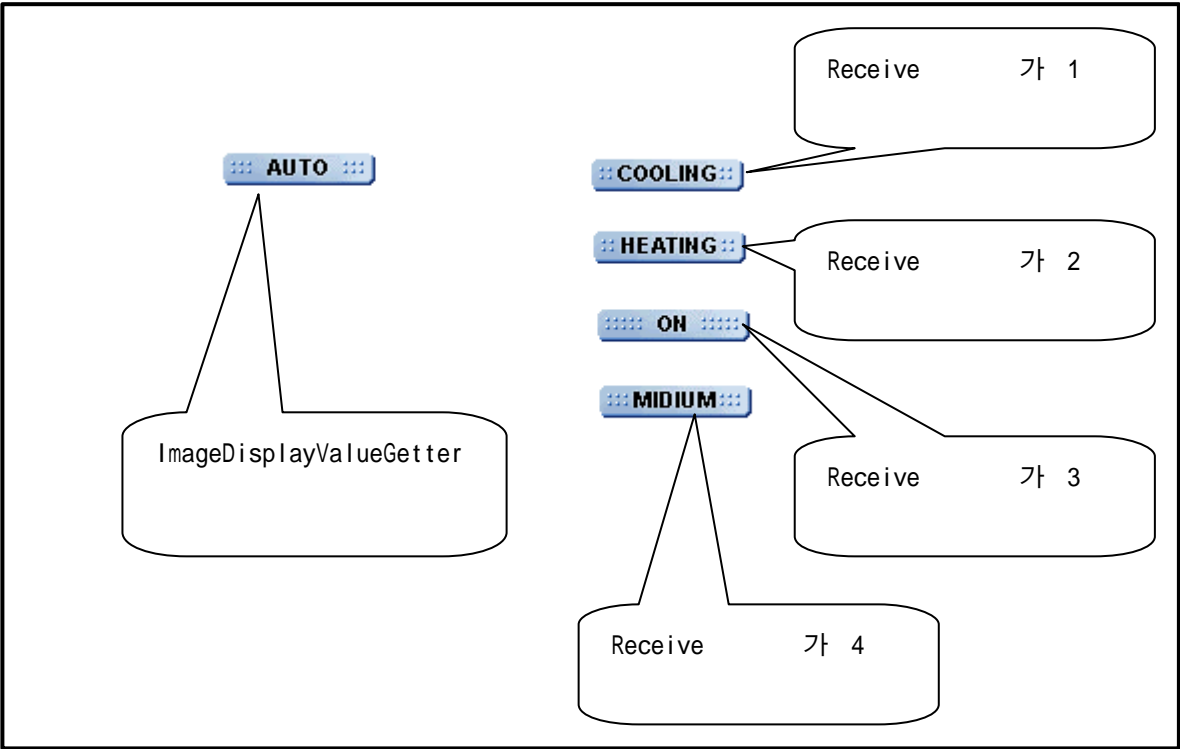 Receive 가 1
AUTO
COOLING
HEATING
Receive 가 2
ON
MIDIUM
ImageDisplayValueGetter
Receive 가 3
Receive 가 4